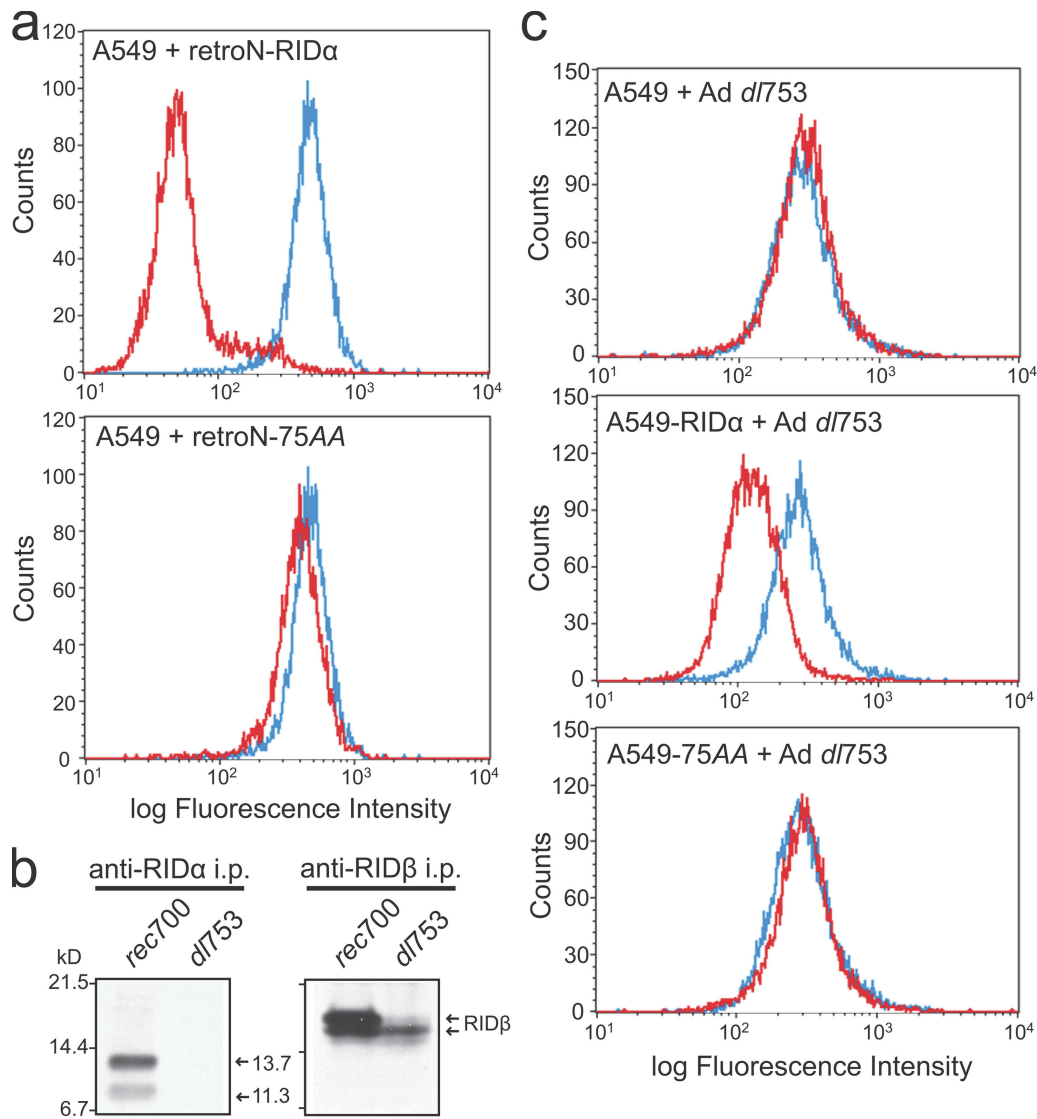 a
A549 + retroN-RIDα
120
100
80
60
40
20
0
Counts
10¹ 10² 10³ 10⁴
A549 + retroN-75AA
120
100
80
60
40
20
0
Counts
10¹ 10² 10³ 10⁴
log Fluorescence Intensity
b
anti-RIDα i.p. anti-RIDβ i.p.
rec700 dl753 rec700 dl753
kD
21.5
14.4
6.7
←13.7
←11.3
RIDβ
c
A549 + Ad dl753
150
120
90
60
30
0
Counts
10¹ 10² 10³ 10⁴
A549-RIDα + Ad dl753
150
120
90
60
30
0
Counts
10¹ 10² 10³ 10⁴
A549-75AA + Ad dl753
150
120
90
60
30
0
Counts
10¹ 10² 10³ 10⁴
log Fluorescence Intensity